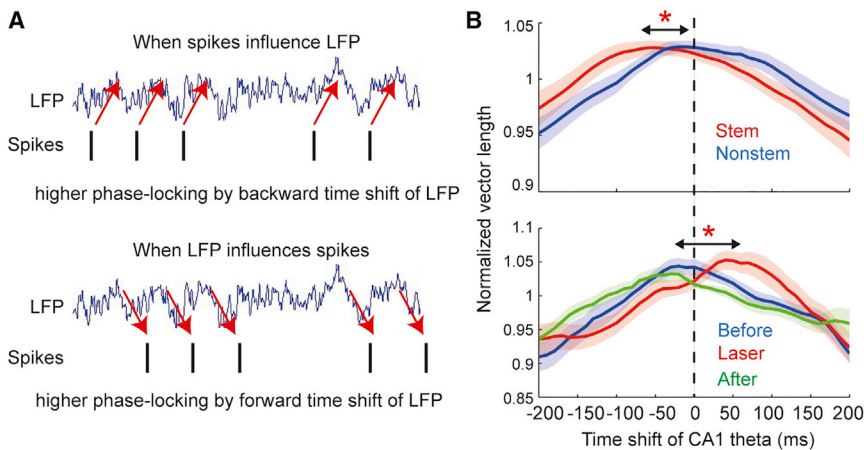 A
When spikes influence LFP
LFP
Spikes
higher phase-locking by backward time shift of LFP
When LFP influences spikes
LFP
Spikes
higher phase-locking by forward time shift of LFP
B
Normalized vector length
1.05
1
0.95
0.9
*
Stem
Nonstem
1.1
1.05
1
0.95
0.9
0.85
*
Before
Laser
After
-200 -150 -100 -50 0 50 100 150 200
Time shift of CA1 theta (ms)